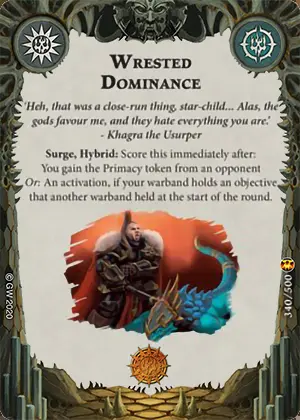 WRESTED
DOMINANCE
'Heh, that was a close-run thing, star-child... Alas, the
gods favour me, and they hate everything you are.'
- Khagra the Usurper
Surge, Hybrid: Score this immediately after:
You gain the Primacy token from an opponent
Or: An activation, if your warband holds an objective
that another warband held at the start of the round.
© GW 2020
340/500